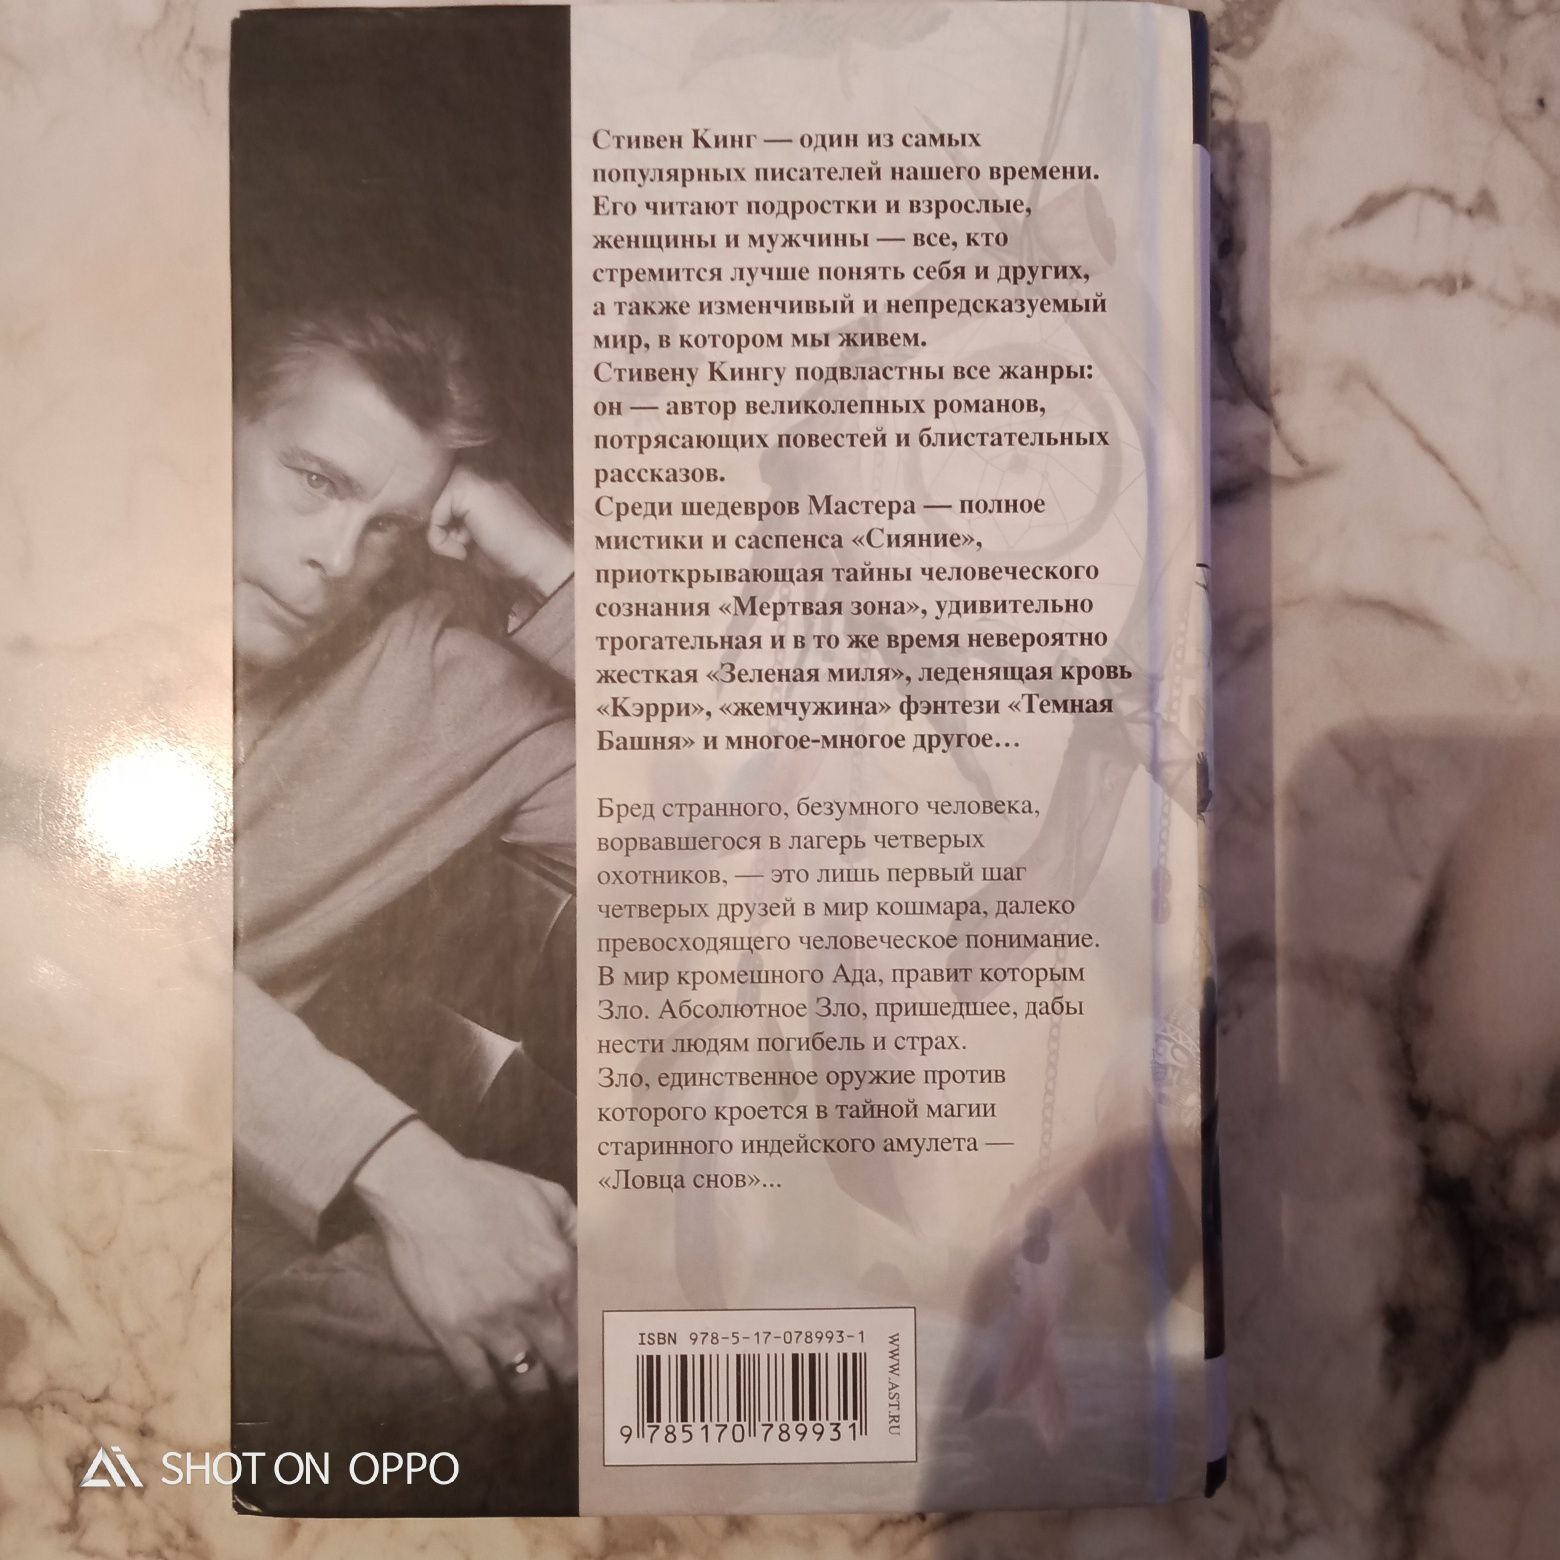 Стивен Кинг — один из самых
популярных писателей нашего времени.
Его читают подростки и взрослые,
женщины и мужчины — все, кто
стремится лучше понять себя и других,
а также изменчивый и непредсказуемый
мир, в котором мы живем.
Стивену Кингу подвластны все жанры:
он — автор великолепных романов,
потрясающих повестей и блистательных
рассказов.
Среди шедевров Мастера — полное
мистики и саспенса «Сияние»,
приоткрывающая тайны человеческого
сознания «Мертвая зона», удивительно
трогательная и в то же время невероятно
жесткая «Зеленая миля», леденящая кровь
«Кэрри», «жемчужина» фэнтези «Темная
Башня» и многое-многое другое…
Бред странного, безумного человека,
ворвавшегося в лагерь четверых
охотников, — это лишь первый шаг
четверых друзей в мир кошмара, далеко
превосходящего человеческое понимание.
В мир кромешного Ада, правит которым
Зло. Абсолютное Зло, пришедшее, дабы
нести людям погибель и страх.
Зло, единственное оружие против
которого кроется в тайной магии
старинного индейского амулета —
«Ловца снов»...
ISBN 978-5-17-078993-1
9 785170 789931
WWW.AST.RU
SHOT ON OPPO